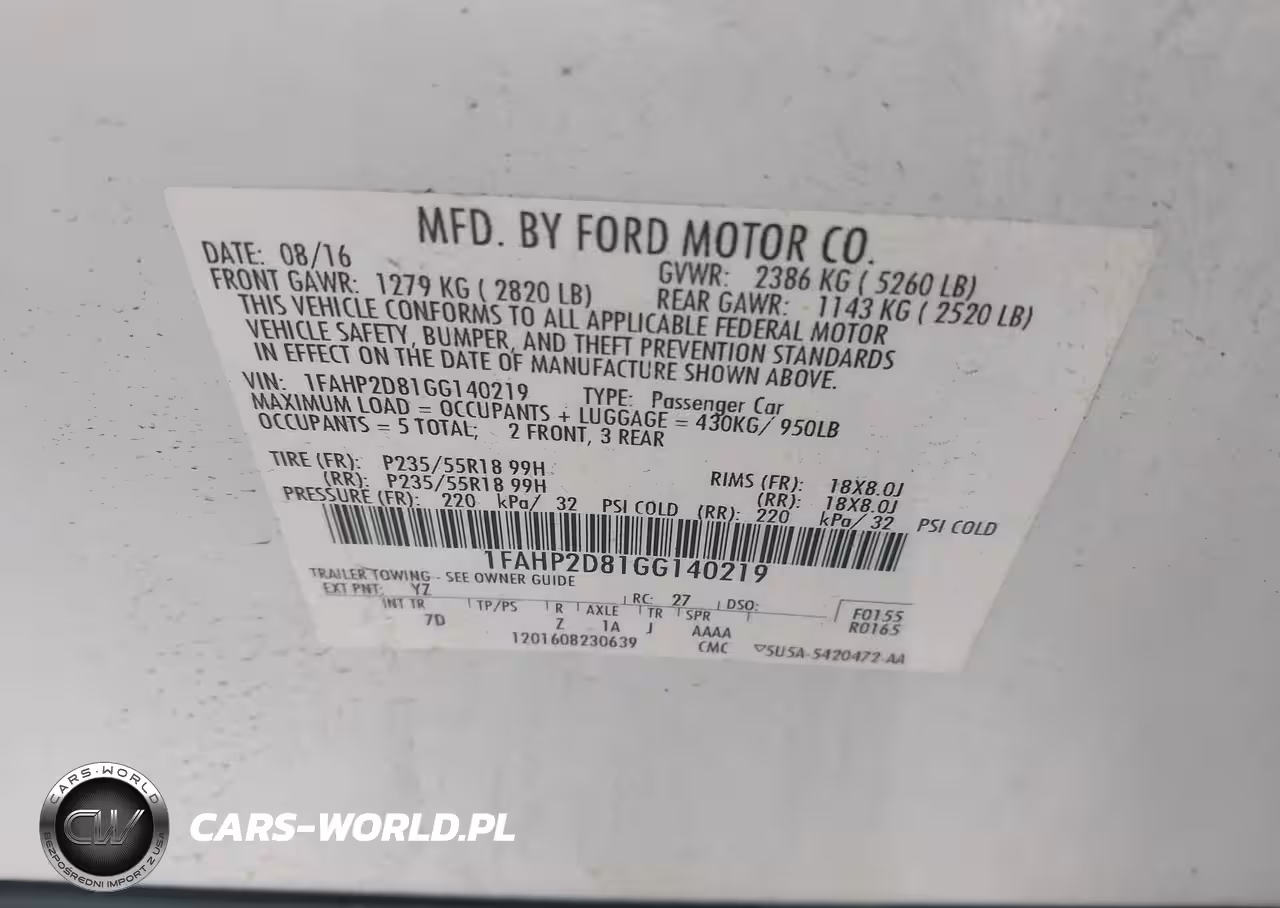 MFD. BY FORD MOTOR CO.
DATE: 08/16 GVWR: 2386 KG ( 5260 LB)
FRONT GAWR: 1279 KG ( 2820 LB) REAR GAWR: 1143 KG ( 2520 LB)
THIS VEHICLE CONFORMS TO ALL APPLICABLE FEDERAL MOTOR
VEHICLE SAFETY, BUMPER, AND THEFT PREVENTION STANDARDS
IN EFFECT ON THE DATE OF MANUFACTURE SHOWN ABOVE.
VIN: 1FAHP2D81GG140219 TYPE: Passenger Car
MAXIMUM LOAD = OCCUPANTS + LUGGAGE = 430KG/ 950LB
OCCUPANTS = 5 TOTAL; 2 FRONT, 3 REAR
TIRE (FR): P235/55R18 99H RIMS (FR): 18X8.0J
(RR): P235/55R18 99H (RR): 18X8.0J
PRESSURE (FR): 220 kPa/ 32 PSI COLD (RR): 220 kPa/ 32 PSI COLD
1FAHP2D81GG140219
TRAILER TOWING - SEE OWNER GUIDE
EXT PNT: YZ RC: 27 DSO: F0155
INT TR TP/PS R AXLE TR SPR R0165
7D Z 1A J AAAA
1201608230639 CMC ▽5U5A-5420472-AA
CARS-WORLD
CW
BEZPOŚREDNI IMPORT Z USA
CARS-WORLD.PL